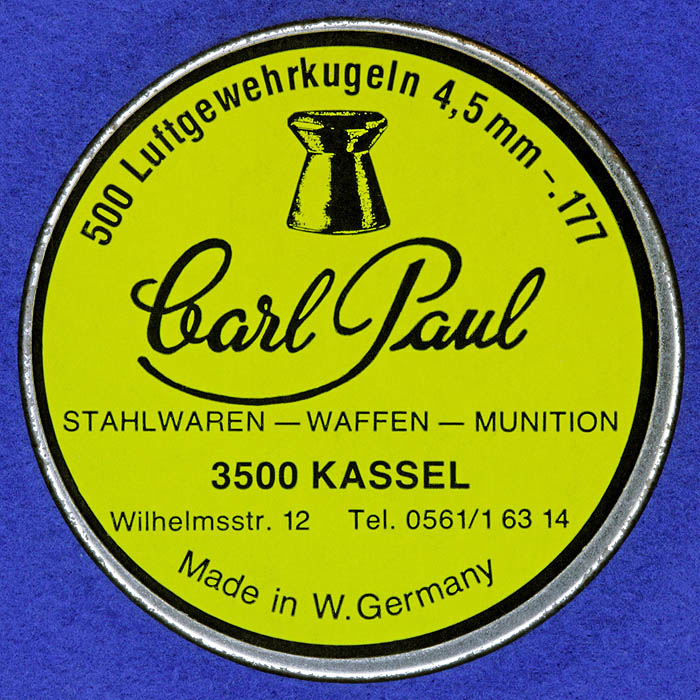 500 Luftgewehrkugeln 4,5 mm - .177
Carl Paul
STAHLWAREN — WAFFEN — MUNITION
3500 KASSEL
Wilhelmsstr. 12 Tel. 0561/1 63 14
Made in W. Germany